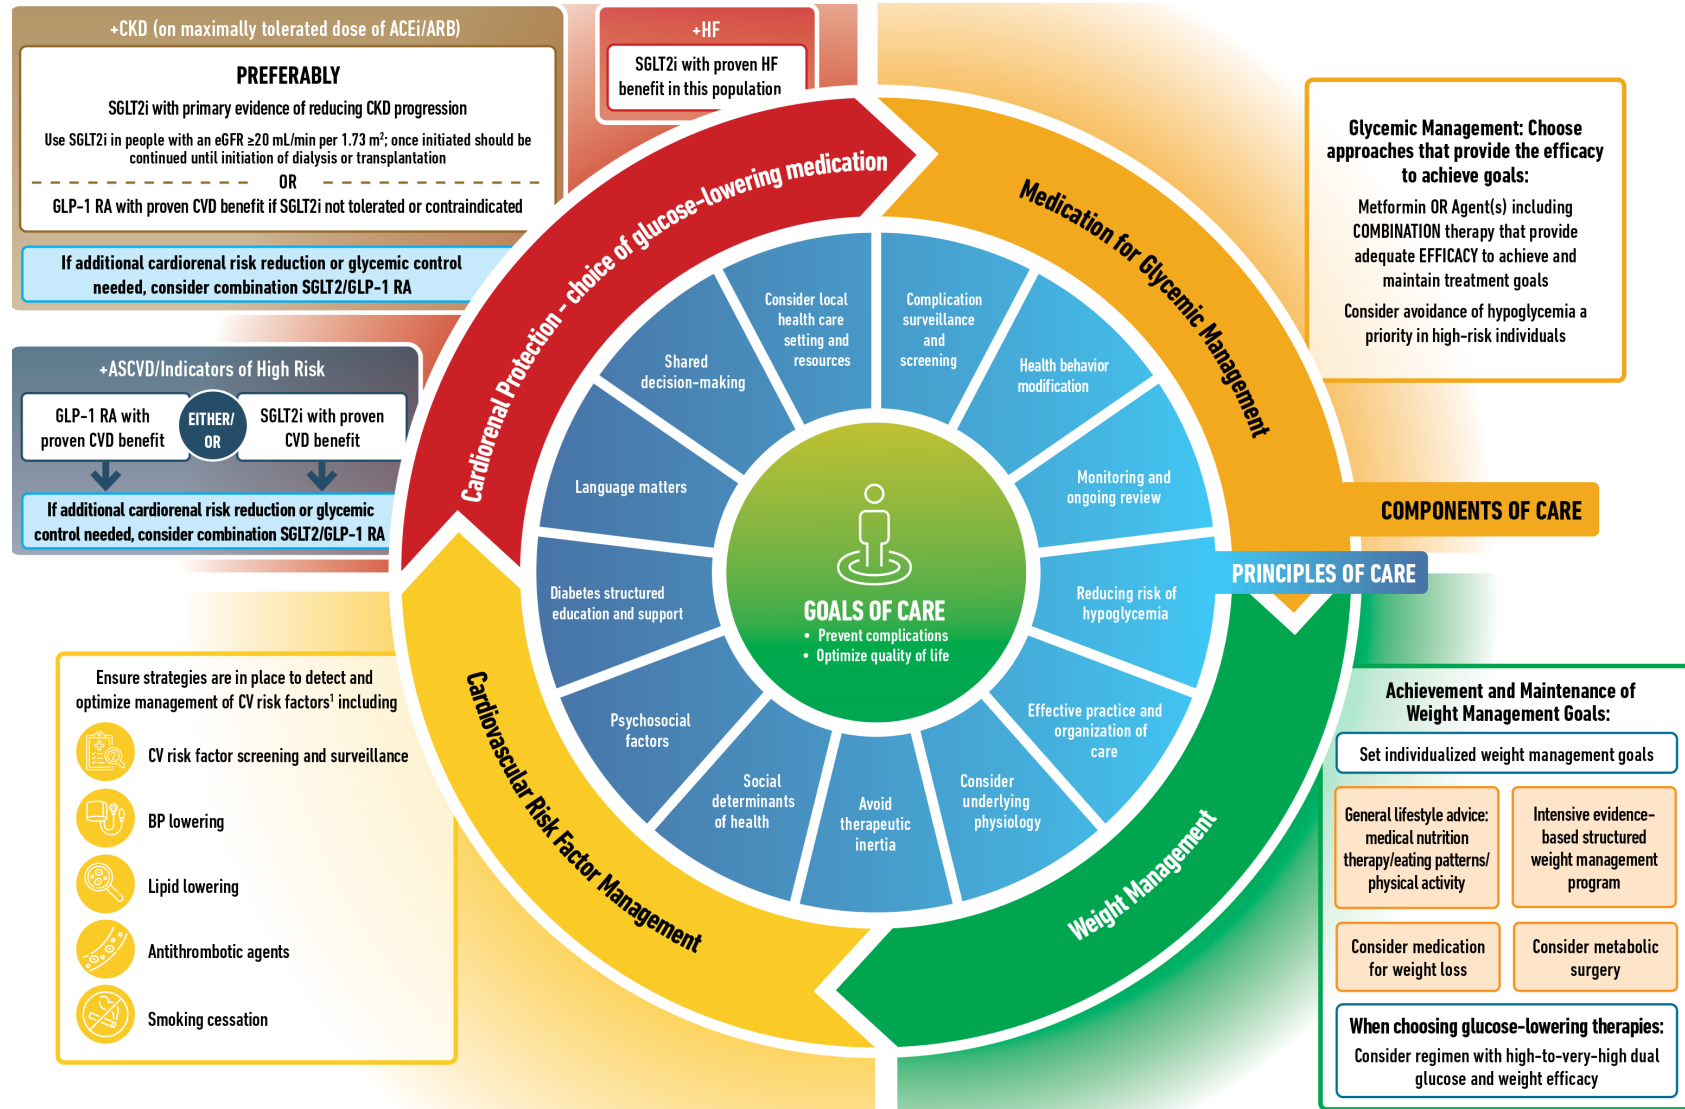 +CKD (on maximally tolerated dose of ACEi/ARB)
PREFERABLY
SGLT2i with primary evidence of reducing CKD progression
Use SGLT2i in people with an eGFR ≥20 mL/min per 1.73 m²; once initiated should be
continued until initiation of dialysis or transplantation
OR
GLP-1 RA with proven CVD benefit if SGLT2i not tolerated or contraindicated
If additional cardiorenal risk reduction or glycemic control
needed, consider combination SGLT2/GLP-1 RA
+HF
SGLT2i with proven HF
benefit in this population
+ASCVD/Indicators of High Risk
GLP-1 RA with
proven CVD benefit
EITHER/
OR
SGLT2i with proven
CVD benefit
If additional cardiorenal risk reduction or glycemic
control needed, consider combination SGLT2/GLP-1 RA
Ensure strategies are in place to detect and
optimize management of CV risk factors¹ including
CV risk factor screening and surveillance
BP lowering
Lipid lowering
Antithrombotic agents
Smoking cessation
Cardiorenal Protection - choice of glucose-lowering medication
Medication for Glycemic Management
Weight Management
Cardiovascular Risk Factor Management
Consider local
health care
setting and
resources
Complication
surveillance
and
screening
Health behavior
modification
Monitoring and
ongoing review
Reducing risk of
hypoglycemia
Effective practice and
organization of
care
Consider
underlying
physiology
Avoid
therapeutic
inertia
Social
determinants
of health
Psychosocial
factors
Diabetes structured
education and support
Language matters
Shared
decision-making
GOALS OF CARE
• Prevent complications
• Optimize quality of life
Glycemic Management: Choose
approaches that provide the efficacy
to achieve goals:
Metformin OR Agent(s) including
COMBINATION therapy that provide
adequate EFFICACY to achieve and
maintain treatment goals
Consider avoidance of hypoglycemia a
priority in high-risk individuals
COMPONENTS OF CARE
PRINCIPLES OF CARE
Achievement and Maintenance of
Weight Management Goals:
Set individualized weight management goals
General lifestyle advice:
medical nutrition
therapy/eating patterns/
physical activity
Intensive evidence-
based structured
weight management
program
Consider medication
for weight loss
Consider metabolic
surgery
When choosing glucose-lowering therapies:
Consider regimen with high-to-very-high dual
glucose and weight efficacy